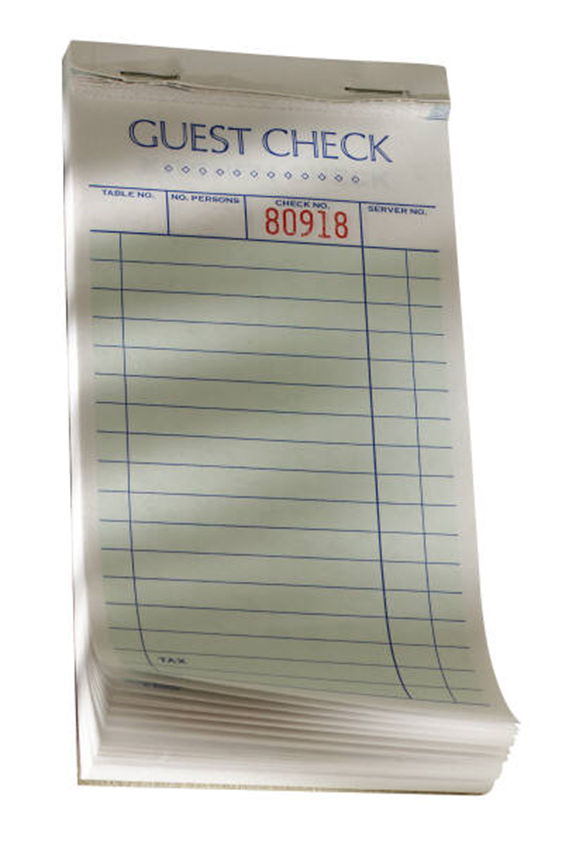 GUEST CHECK
TABLE NO. NO. PERSONS CHECK NO. SERVER NO.
80918
TAX